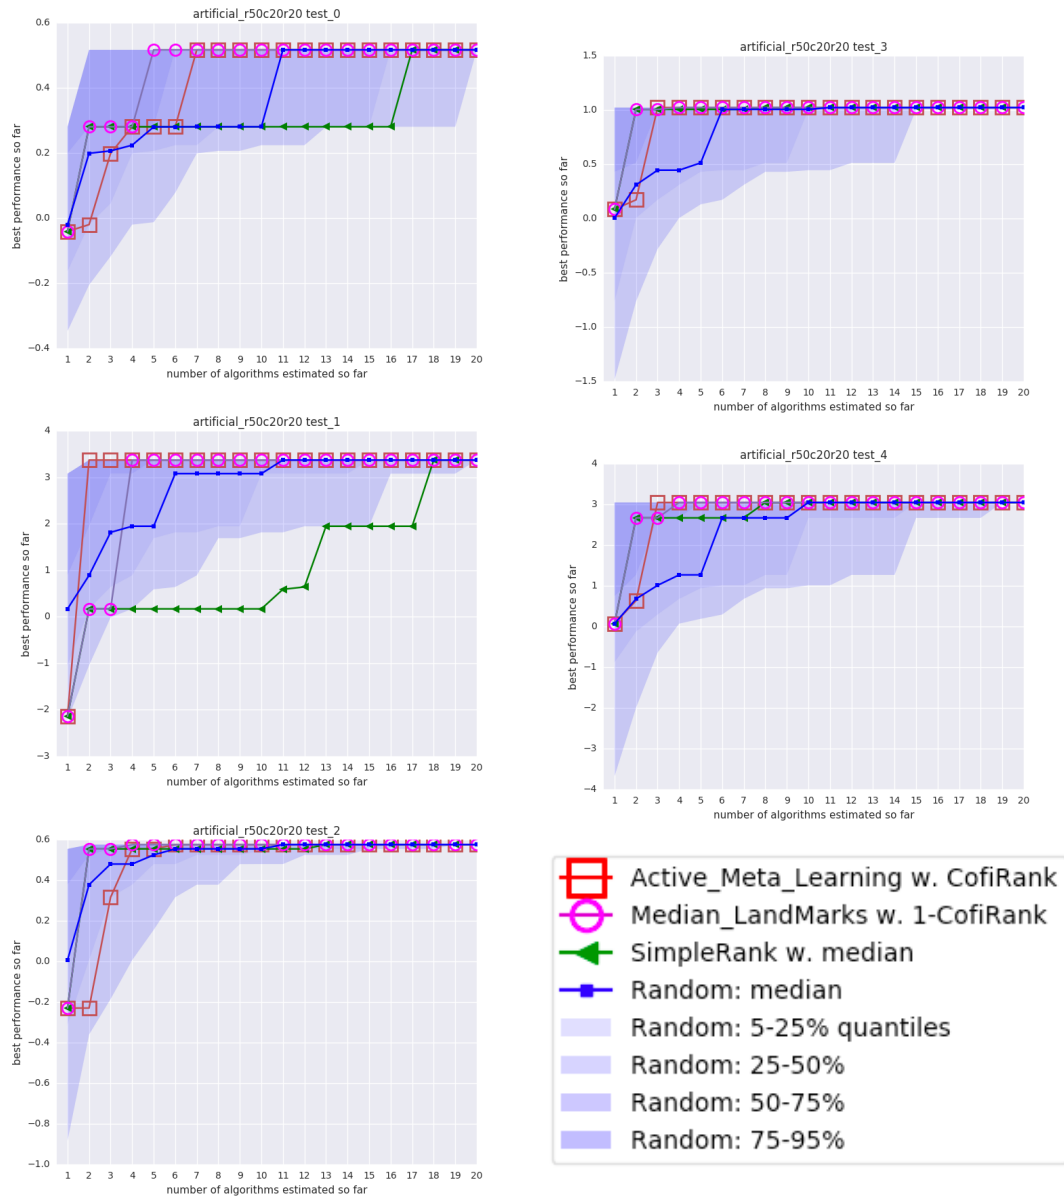 artificial_r50c20r20 test_0
best performance so far
0.6
0.4
0.2
0.0
−0.2
−0.4
1 2 3 4 5 6 7 8 9 10 11 12 13 14 15 16 17 18 19 20
number of algorithms estimated so far
artificial_r50c20r20 test_3
best performance so far
1.5
1.0
0.5
0.0
−0.5
−1.0
−1.5
1 2 3 4 5 6 7 8 9 10 11 12 13 14 15 16 17 18 19 20
number of algorithms estimated so far
artificial_r50c20r20 test_1
best performance so far
4
3
2
1
0
−1
−2
−3
1 2 3 4 5 6 7 8 9 10 11 12 13 14 15 16 17 18 19 20
number of algorithms estimated so far
artificial_r50c20r20 test_4
best performance so far
4
3
2
1
0
−1
−2
−3
−4
1 2 3 4 5 6 7 8 9 10 11 12 13 14 15 16 17 18 19 20
number of algorithms estimated so far
artificial_r50c20r20 test_2
best performance so far
0.6
0.4
0.2
0.0
−0.2
−0.4
−0.6
−0.8
−1.0
1 2 3 4 5 6 7 8 9 10 11 12 13 14 15 16 17 18 19 20
number of algorithms estimated so far
Active_Meta_Learning w. CofiRank
Median_LandMarks w. 1-CofiRank
SimpleRank w. median
Random: median
Random: 5-25% quantiles
Random: 25-50%
Random: 50-75%
Random: 75-95%